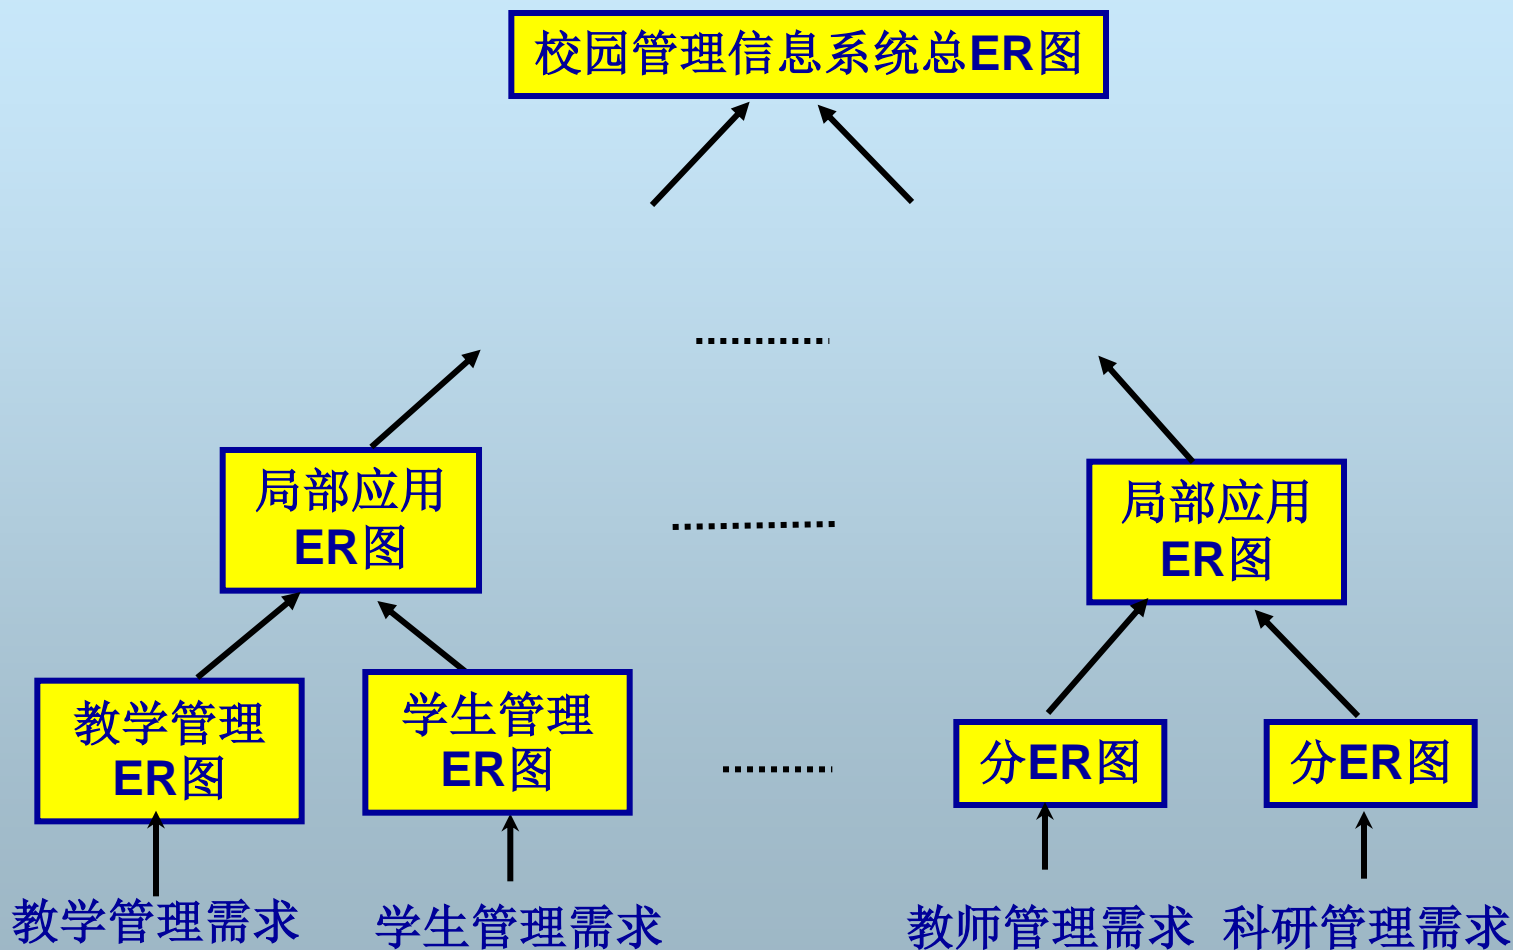 校园管理信息系统总ER图
局部应用
ER图
局部应用
ER图
教学管理
ER图
学生管理
ER图
分ER图
分ER图
教学管理需求
学生管理需求
教师管理需求
科研管理需求